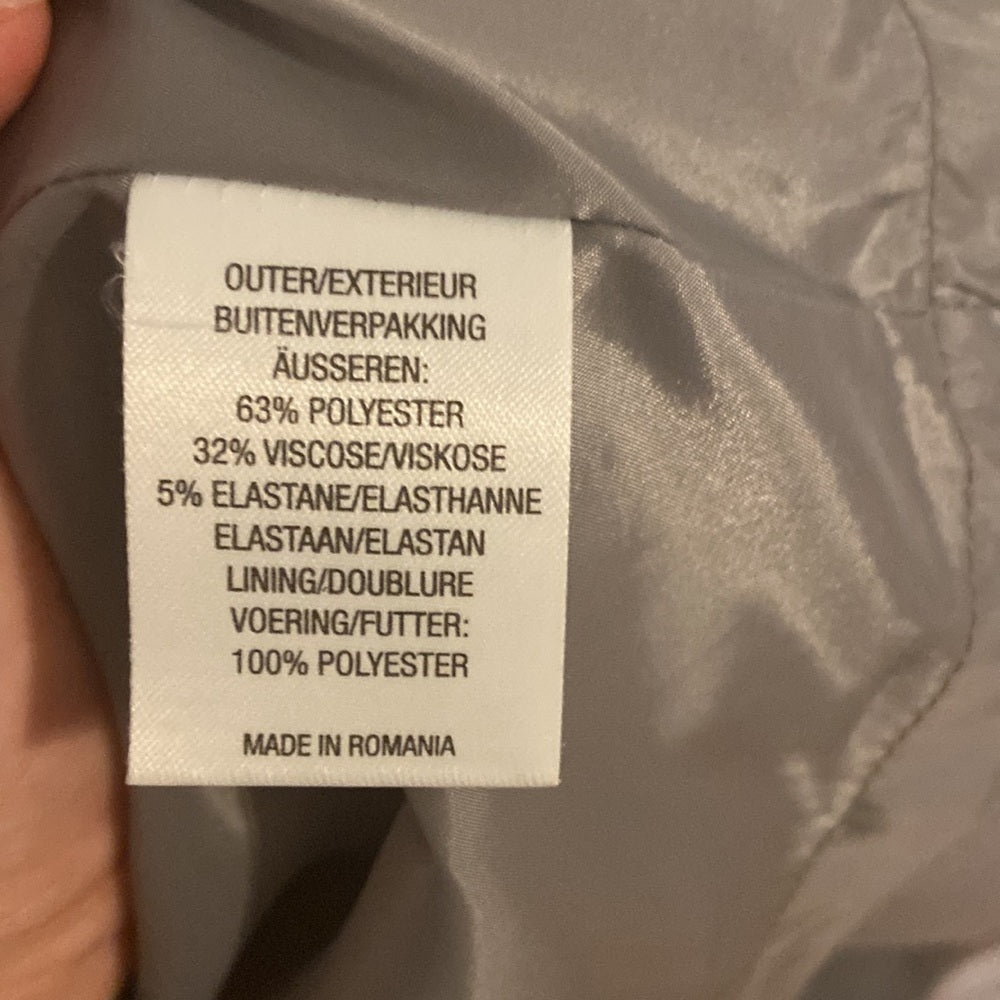 OUTER/EXTERIEUR
BUITENVERPAKKING
ÄUSSEREN:
63% POLYESTER
32% VISCOSE/VISKOSE
5% ELASTANE/ELASTHANNE
ELASTAAN/ELASTAN
LINING/DOUBLURE
VOERING/FUTTER:
100% POLYESTER
MADE IN ROMANIA